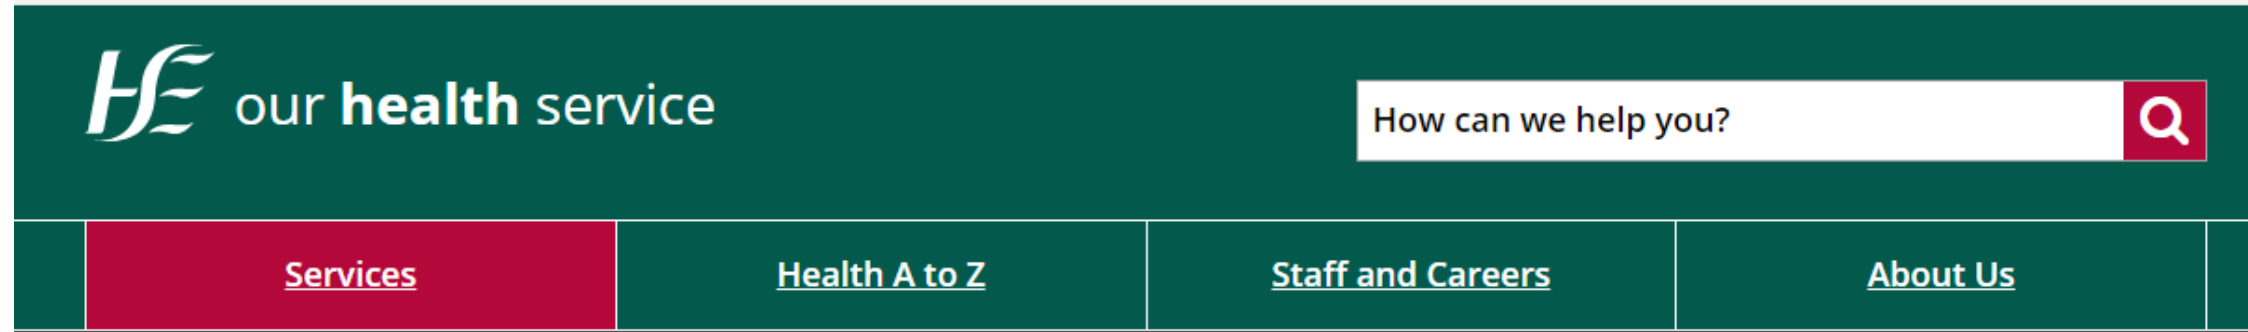 HSE our health service
How can we help you?
Services
Health A to Z
Staff and Careers
About Us